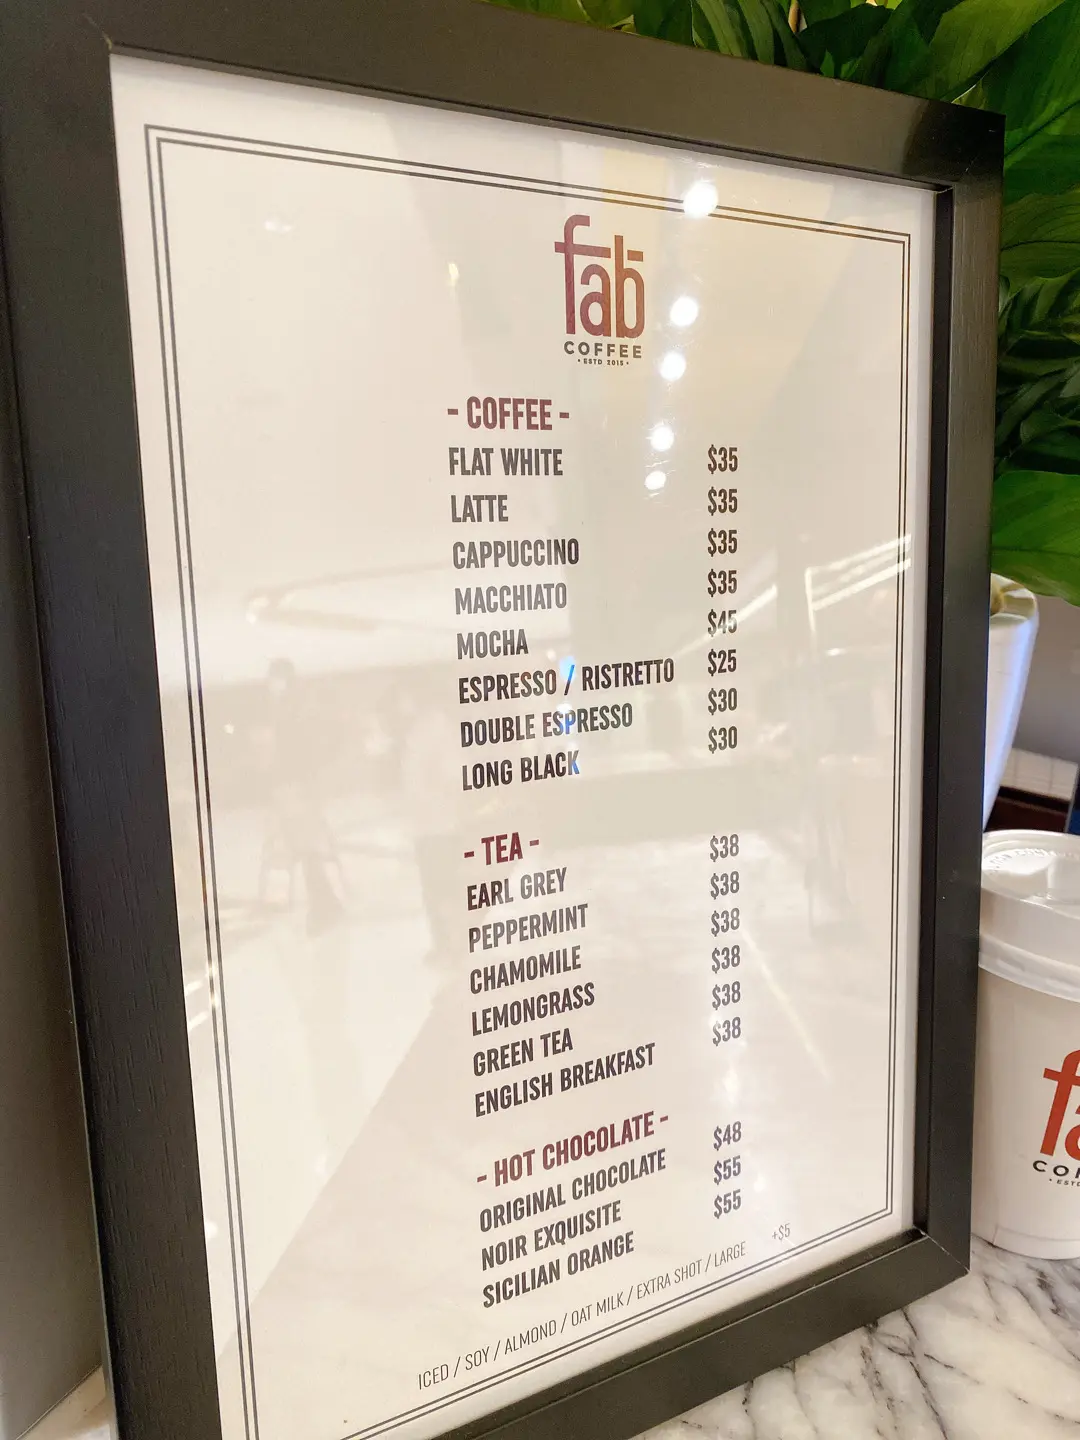 fab
COFFEE
• ESTD 2015 •
- COFFEE -
FLAT WHITE $35
LATTE $35
CAPPUCCINO $35
MACCHIATO $35
MOCHA $45
ESPRESSO / RISTRETTO $25
DOUBLE ESPRESSO $30
LONG BLACK $30
- TEA -
EARL GREY $38
PEPPERMINT $38
CHAMOMILE $38
LEMONGRASS $38
GREEN TEA $38
ENGLISH BREAKFAST $38
- HOT CHOCOLATE -
ORIGINAL CHOCOLATE $48
NOIR EXQUISITE $55
SICILIAN ORANGE $55
ICED / SOY / ALMOND / OAT MILK / EXTRA SHOT / LARGE +$5